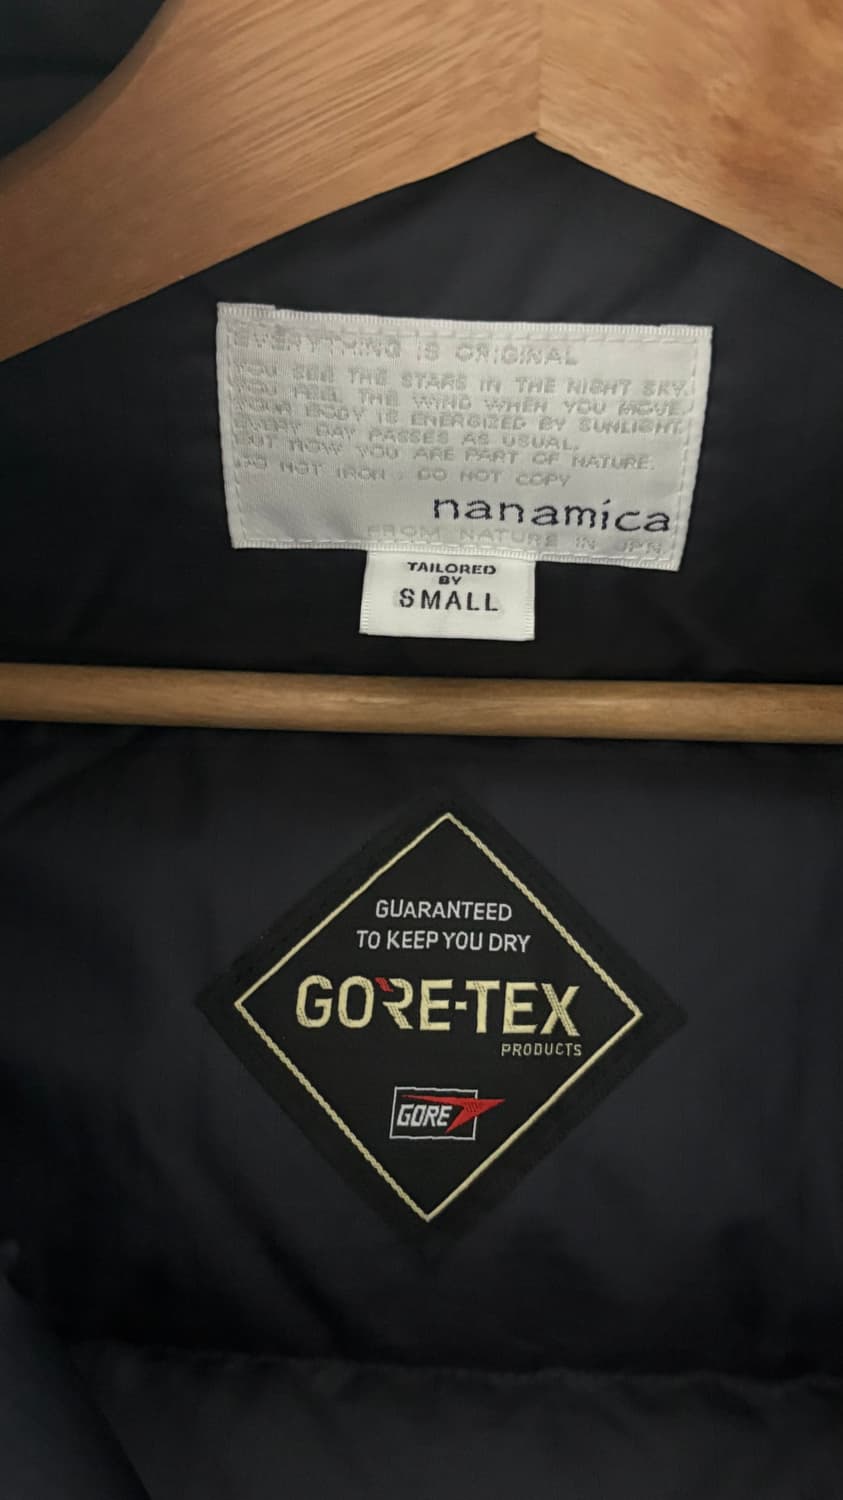 EVERYTHING IS ORIGINAL
YOU SEE THE STARS IN THE NIGHT SKY.
YOU FEEL THE WIND WHEN YOU MOVE.
YOUR BODY IS ENERGIZED BY SUNLIGHT.
EVERY DAY PASSES AS USUAL.
BUT NOW YOU ARE PART OF NATURE.
DO NOT IRON . DO NOT COPY
nanamica
FROM NATURE IN JPN
TAILORED
BY
SMALL
GUARANTEED
TO KEEP YOU DRY
GORE-TEX
PRODUCTS
GORE